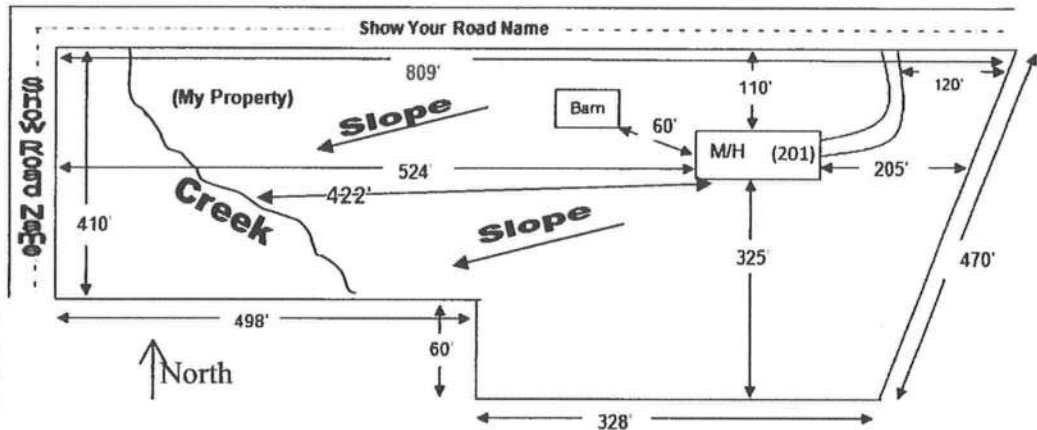 Show Your Road Name
Show Road Name
809'
110'
120'
(My Property)
Slope
Barn
60'
M/H (201)
524'
205'
422'
Creek
410'
Slope
325'
470'
498'
60'
North
328'